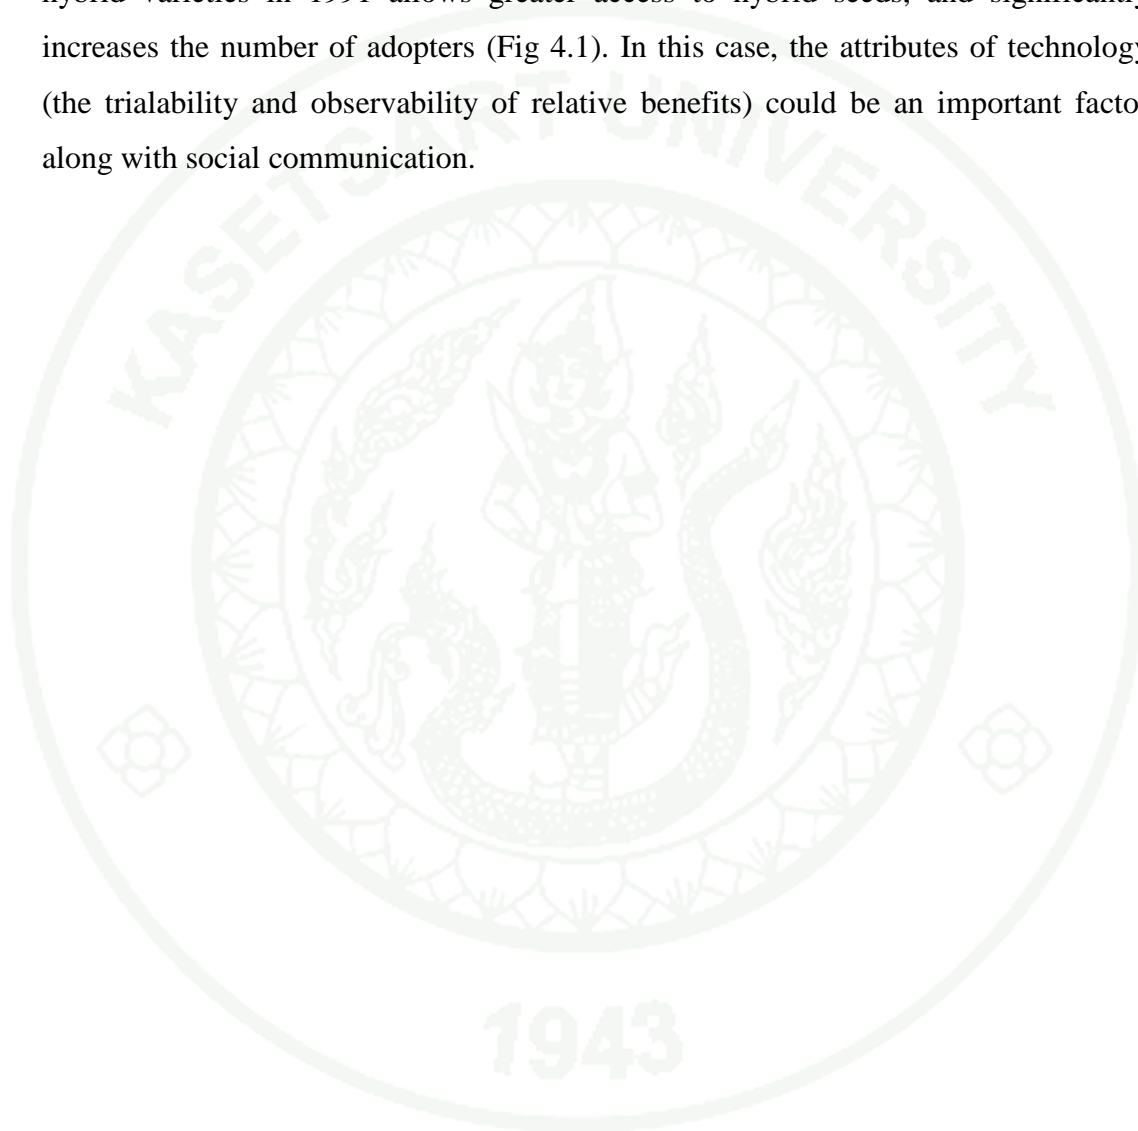 hybrid varieties in 1991 allows greater access to hybrid seeds, and significantly
increases the number of adopters (Fig 4.1). In this case, the attributes of technology
(the trialability and observability of relative benefits) could be an important facto
along with social communication.
KASETSART UNIVERSITY
1943